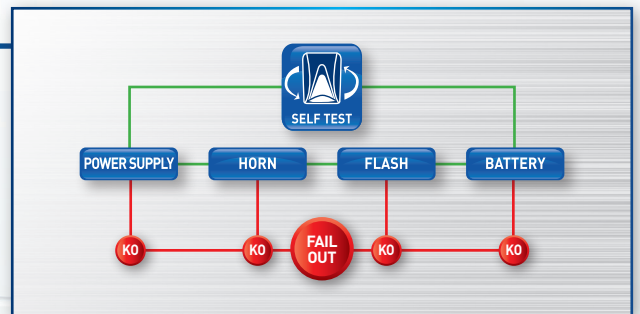 SELF TEST
POWER SUPPLY
HORN
FLASH
BATTERY
KO
KO
FAIL
OUT
KO
KO